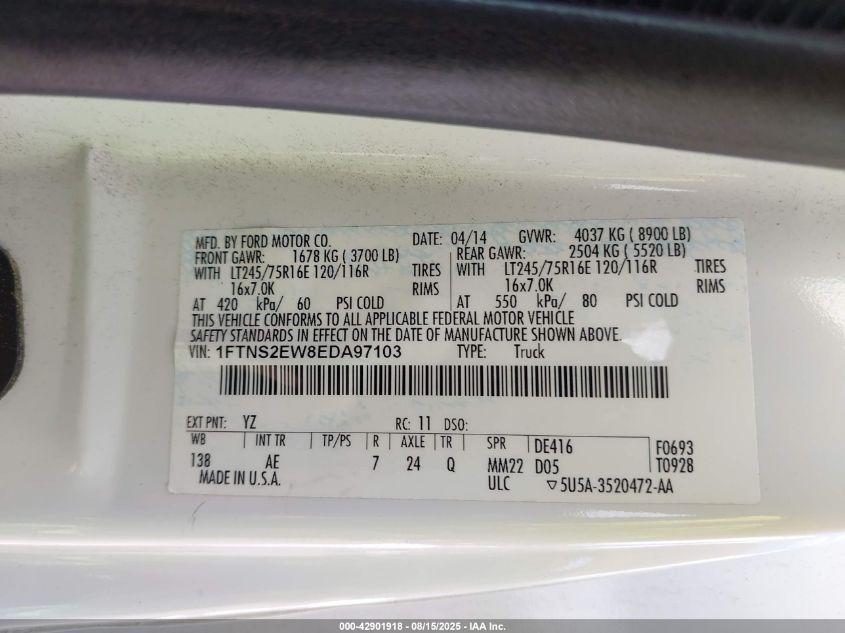 MFD. BY FORD MOTOR CO. DATE: 04/14 GVWR: 4037 KG ( 8900 LB)
FRONT GAWR: 1678 KG ( 3700 LB) REAR GAWR: 2504 KG ( 5520 LB)
WITH LT245/75R16E 120/116R TIRES WITH LT245/75R16E 120/116R TIRES
16x7.0K RIMS 16x7.0K RIMS
AT 420 kPa/ 60 PSI COLD AT 550 kPa/ 80 PSI COLD
THIS VEHICLE CONFORMS TO ALL APPLICABLE FEDERAL MOTOR VEHICLE
SAFETY STANDARDS IN EFFECT ON THE DATE OF MANUFACTURE SHOWN ABOVE.
VIN: 1FTNS2EW8EDA97103 TYPE: Truck
EXT PNT: YZ RC: 11 DSO:
WB INT TR TP/PS R AXLE TR SPR DE416 F0693
138 AE 7 24 Q MM22 D05 T0928
MADE IN U.S.A. ULC ▽5U5A-3520472-AA
000-42901918 - 08/15/2025 - IAA Inc.